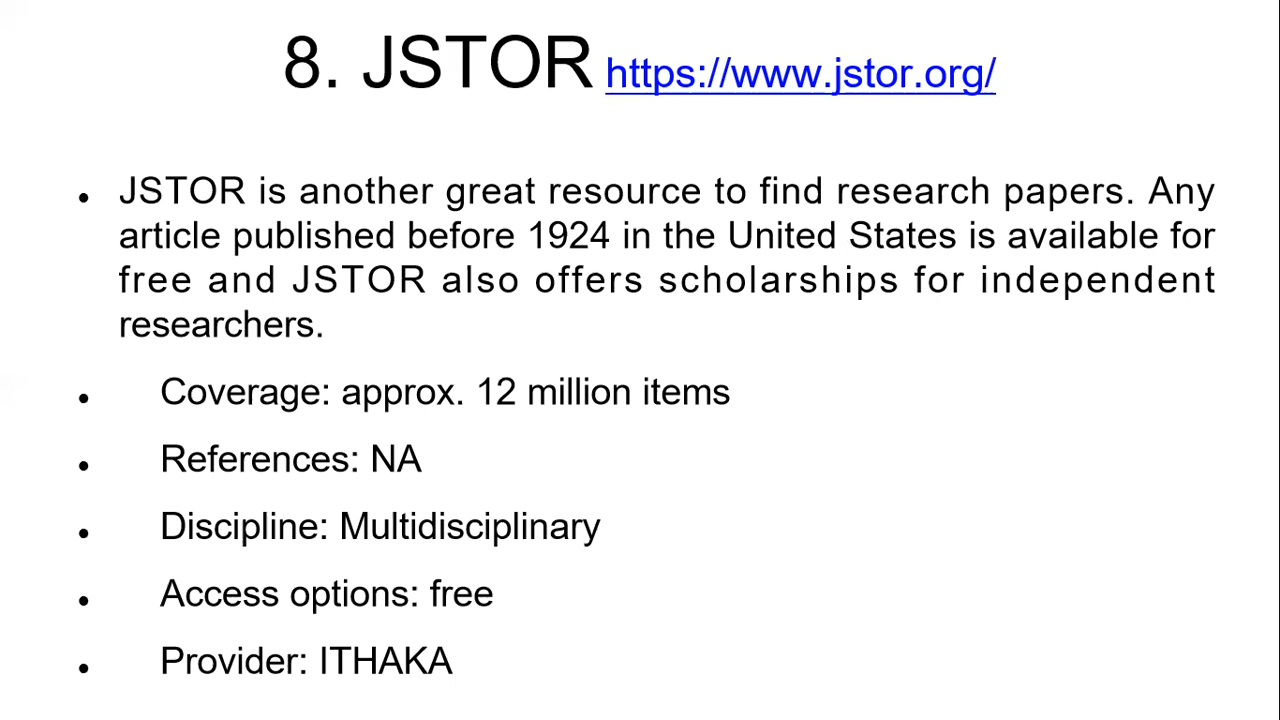 8. JSTOR https://www.jstor.org/
• JSTOR is another great resource to find research papers. Any
article published before 1924 in the United States is available for
free and JSTOR also offers scholarships for independent
researchers.
• Coverage: approx. 12 million items
• References: NA
• Discipline: Multidisciplinary
• Access options: free
• Provider: ITHAKA